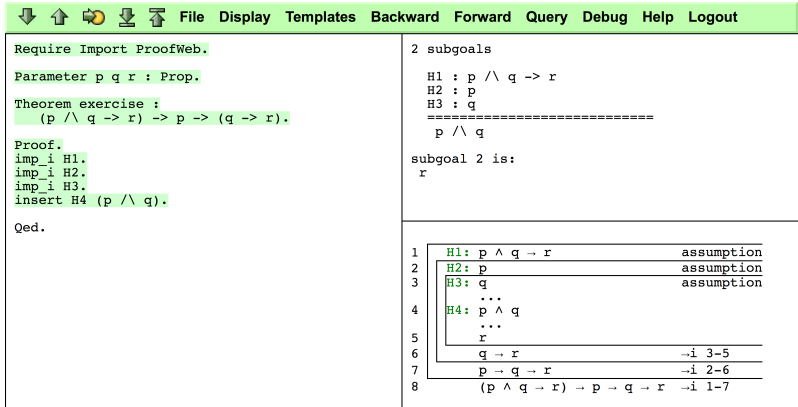 File Display Templates Backward Forward Query Debug Help Logout
Require Import ProofWeb.
Parameter p q r : Prop.
Theorem exercise :
(p /\ q -> r) -> p -> (q -> r).
Proof.
imp_i H1.
imp_i H2.
imp_i H3.
insert H4 (p /\ q).
Qed.
2 subgoals
H1 : p /\ q -> r
H2 : p
H3 : q
============================
p /\ q
subgoal 2 is:
r
1 H1: p ∧ q → r assumption
2 H2: p assumption
3 H3: q assumption
...
4 H4: p ∧ q
...
5 r
6 q → r →i 3-5
7 p → q → r →i 2-6
8 (p ∧ q → r) → p → q → r →i 1-7